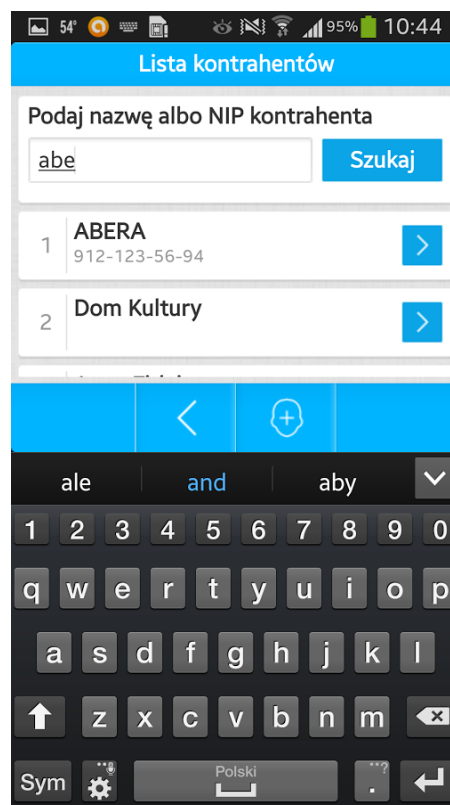 54° 95% 10:44
Lista kontrahentów
Podaj nazwę albo NIP kontrahenta
abe Szukaj
1 ABERA
912-123-56-94
2 Dom Kultury
ale and aby
1 2 3 4 5 6 7 8 9 0
q w e r t y u i o p
a s d f g h j k l
z x c v b n m
Sym Polski . ?